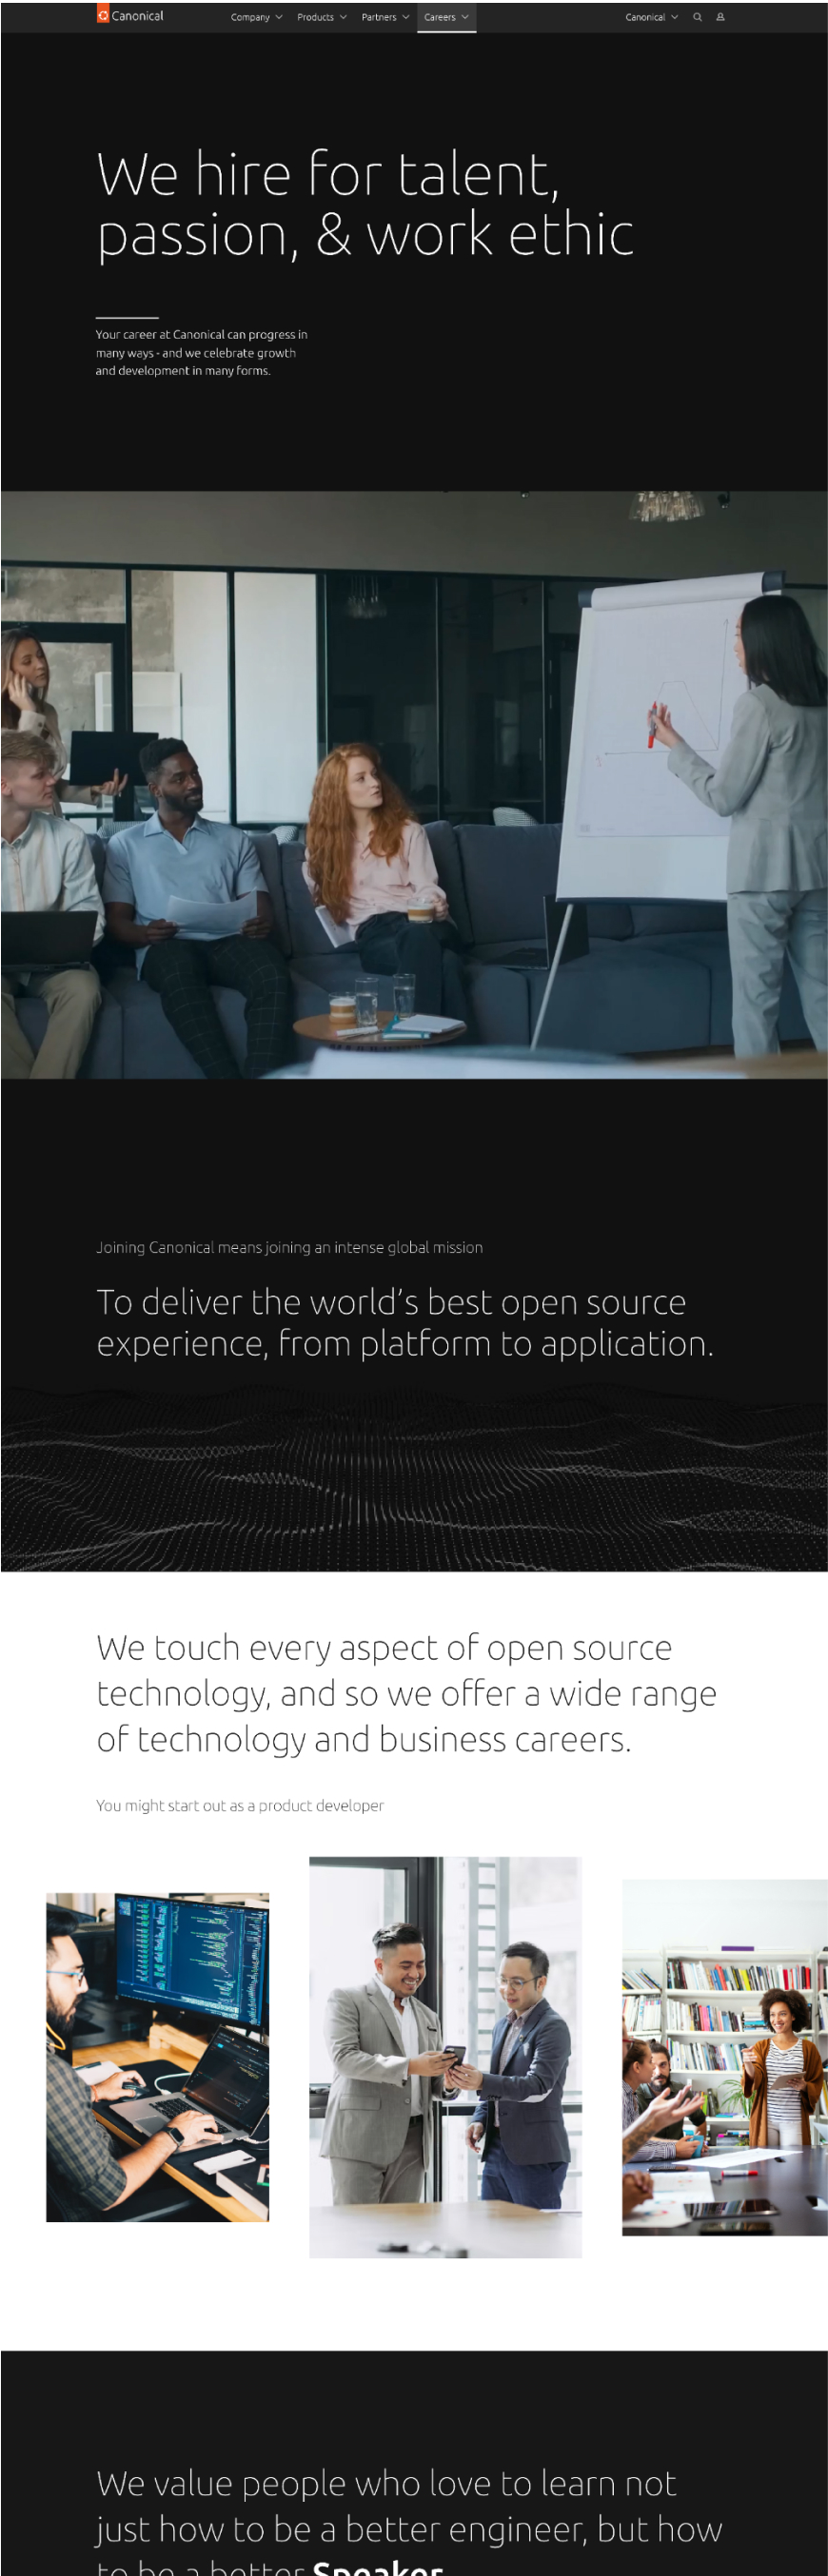 Canonical
Company
Products
Partners
Careers
Canonical
We hire for talent,
passion, & work ethic
Your career at Canonical can progress in
many ways - and we celebrate growth
and development in many forms.
Joining Canonical means joining an intense global mission
To deliver the world's best open source
experience, from platform to application.
We touch every aspect of open source
technology, and so we offer a wide range
of technology and business careers.
You might start out as a product developer
We value people who love to learn not
just how to be a better engineer, but how
to be a better Speaker